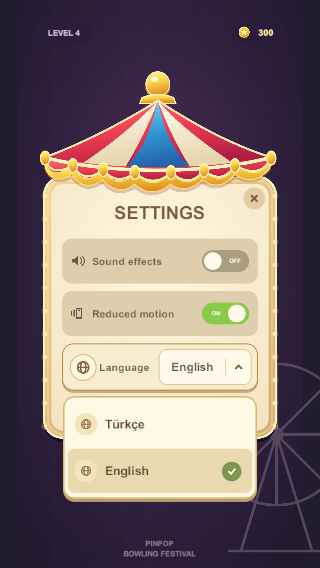 LEVEL 4
300
SETTINGS
Sound effects
OFF
Reduced motion
ON
Language
English
Türkçe
English
PINPOP
BOWLING FESTIVAL